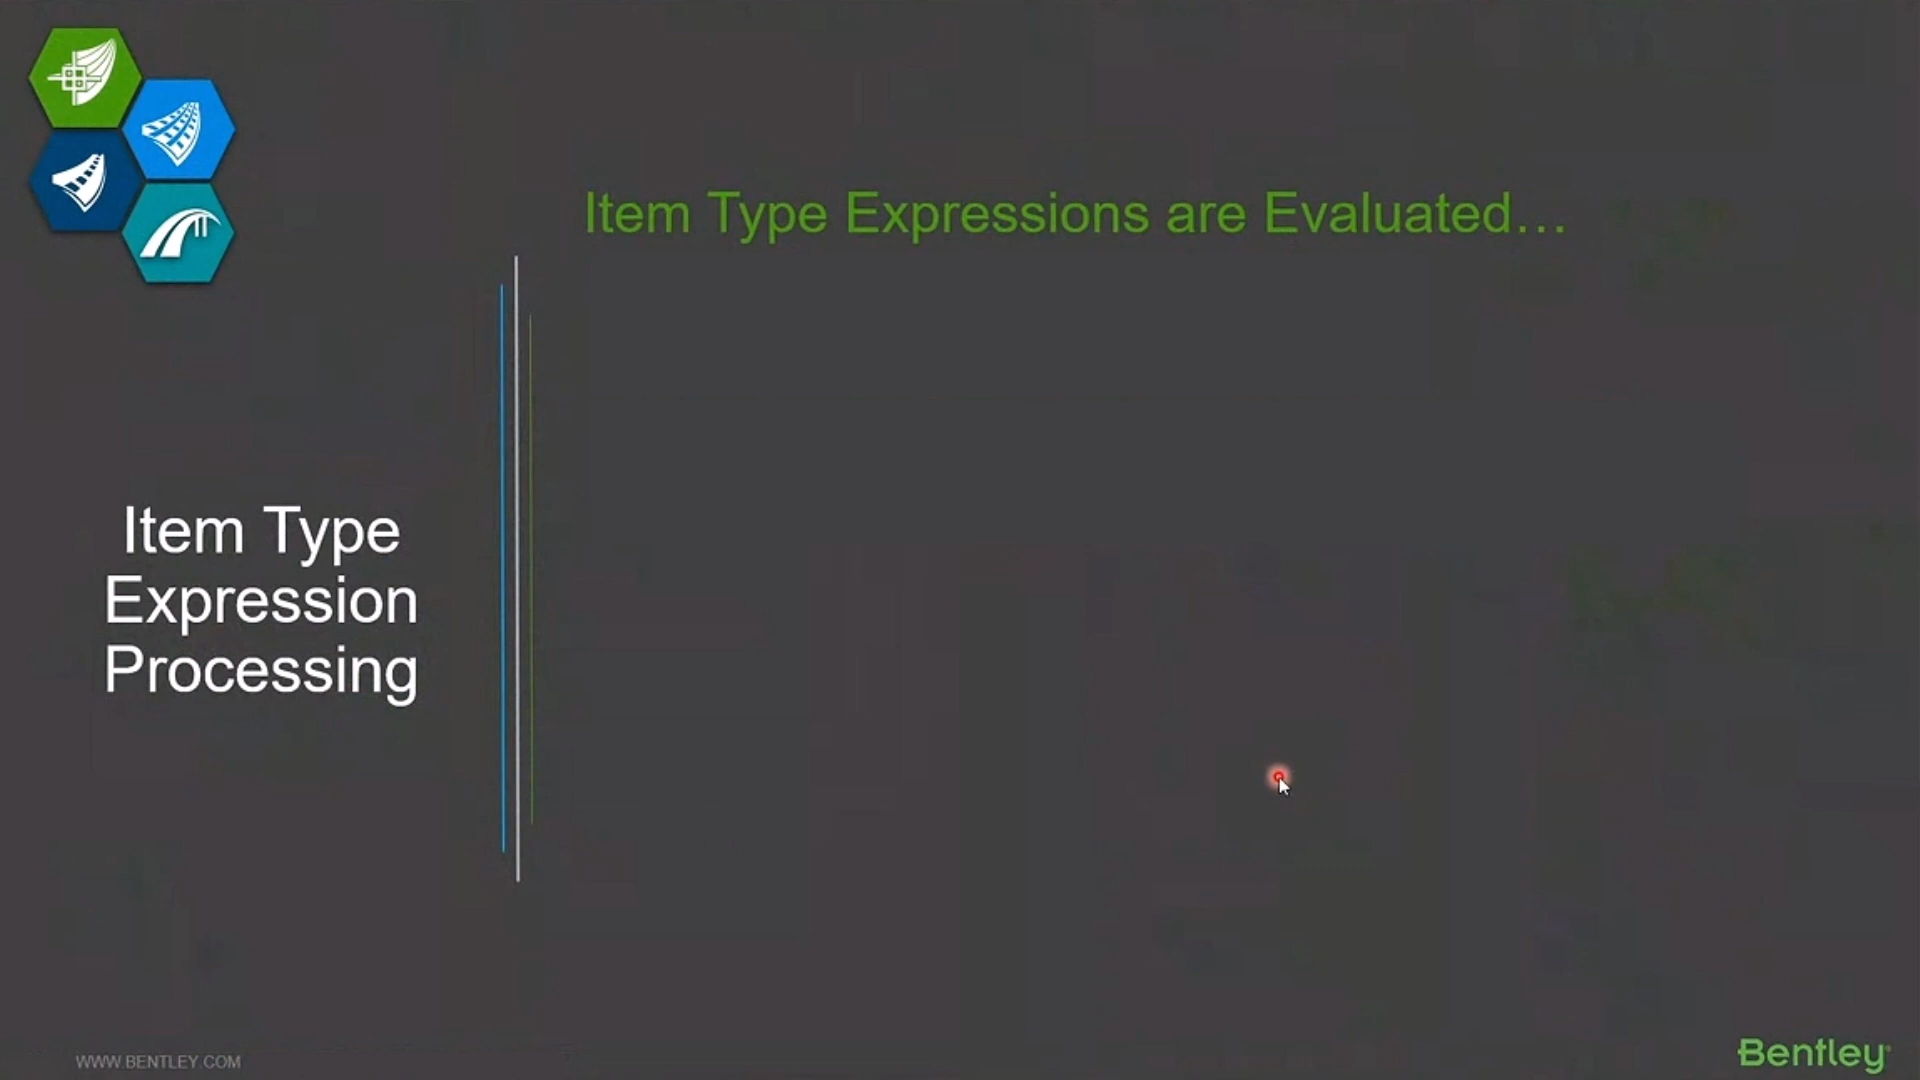 Item Type Expressions are Evaluated…
Item Type
Expression
Processing
WWW.BENTLEY.COM
Bentley